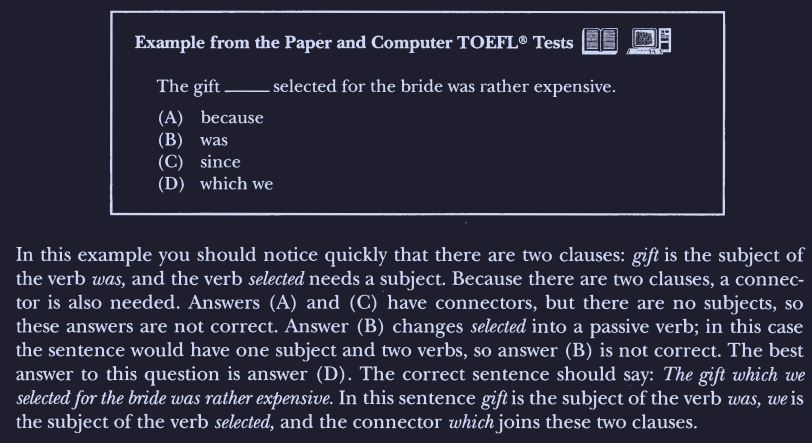 Example from the Paper and Computer TOEFL® Tests
The gift ____ selected for the bride was rather expensive.
(A) because
(B) was
(C) since
(D) which we
In this example you should notice quickly that there are two clauses: gift is the subject of
the verb was, and the verb selected needs a subject. Because there are two clauses, a connec-
tor is also needed. Answers (A) and (C) have connectors, but there are no subjects, so
these answers are not correct. Answer (B) changes selected into a passive verb; in this case
the sentence would have one subject and two verbs, so answer (B) is not correct. The best
answer to this question is answer (D). The correct sentence should say: The gift which we
selected for the bride was rather expensive. In this sentence gift is the subject of the verb was, we is
the subject of the verb selected, and the connector which joins these two clauses.